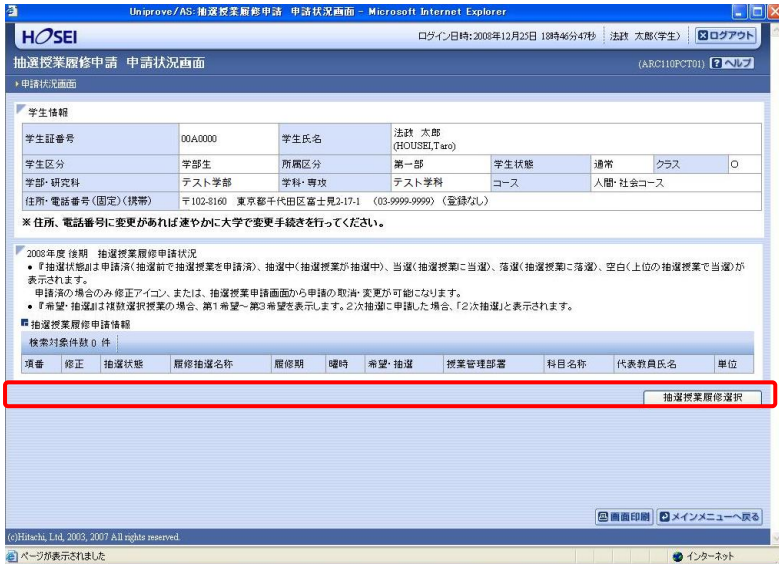 Uniprove/AS:抽選授業履修申請 申請状況画面 - Microsoft Internet Explorer
HOSEI ログイン日時:2008年12月25日 18時46分47秒 法政 太郎(学生) ログアウト
抽選授業履修申請 申請状況画面 (ARC110PCT01) ? ヘルプ
申請状況画面
学生情報
学生証番号 00A0000 学生氏名 法政 太郎
(HOUSEI,Taro)
学生区分 学部生 所属区分 第一部 学生状態 通常 クラス ○
学部・研究科 テスト学部 学科・専攻 テスト学科 コース 人間・社会コース
住所・電話番号(固定)(携帯) 〒102-8160 東京都千代田区富士見2-17-1 (03-9999-9999) (登録なし)
※住所、電話番号に変更があれば速やかに大学で変更手続きを行ってください。
2008年度 後期 抽選授業履修申請状況
● 『抽選状態』は申請済(抽選前で抽選授業を申請済)、抽選中(抽選授業が抽選中)、当選(抽選授業に当選)、落選(抽選授業に落選)、空白(上位の抽選授業で当選)が
表示されます。
申請済の場合のみ修正アイコン、または、抽選授業申請画面から申請の取消・変更が可能になります。
● 『希望・抽選』は複数選択授業の場合、第1希望~第3希望を表示します。2次抽選に申請した場合、「2次抽選」と表示されます。
抽選授業履修申請情報
検索対象件数 0 件
項番 修正 抽選状態 履修抽選名称 履修期 曜時 希望・抽選 授業管理部署 科目名称 代表教員氏名 単位
抽選授業履修選択
画面印刷 メインメニューへ戻る
(c)Hitachi, Ltd, 2003, 2007 All rights reserved.
ページが表示されました インターネット